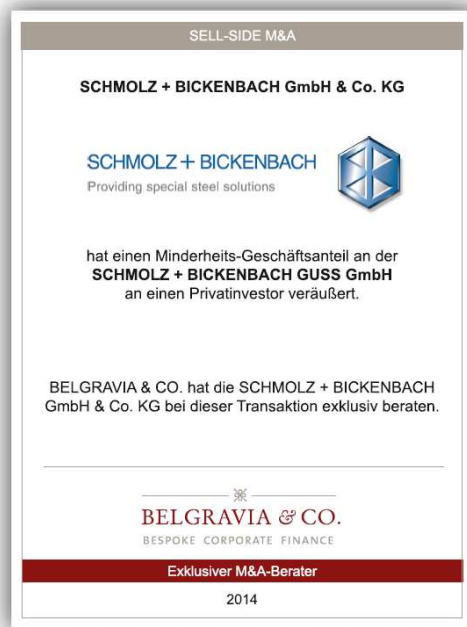 SELL-SIDE M&A
SCHMOLZ + BICKENBACH GmbH & Co. KG
SCHMOLZ + BICKENBACH
Providing special steel solutions
hat einen Minderheits-Geschäftsanteil an der
SCHMOLZ + BICKENBACH GUSS GmbH
an einen Privatinvestor veräußert.
BELGRAVIA & CO. hat die SCHMOLZ + BICKENBACH
GmbH & Co. KG bei dieser Transaktion exklusiv beraten.
BELGRAVIA & CO.
BESPOKE CORPORATE FINANCE
Exklusiver M&A-Berater
2014